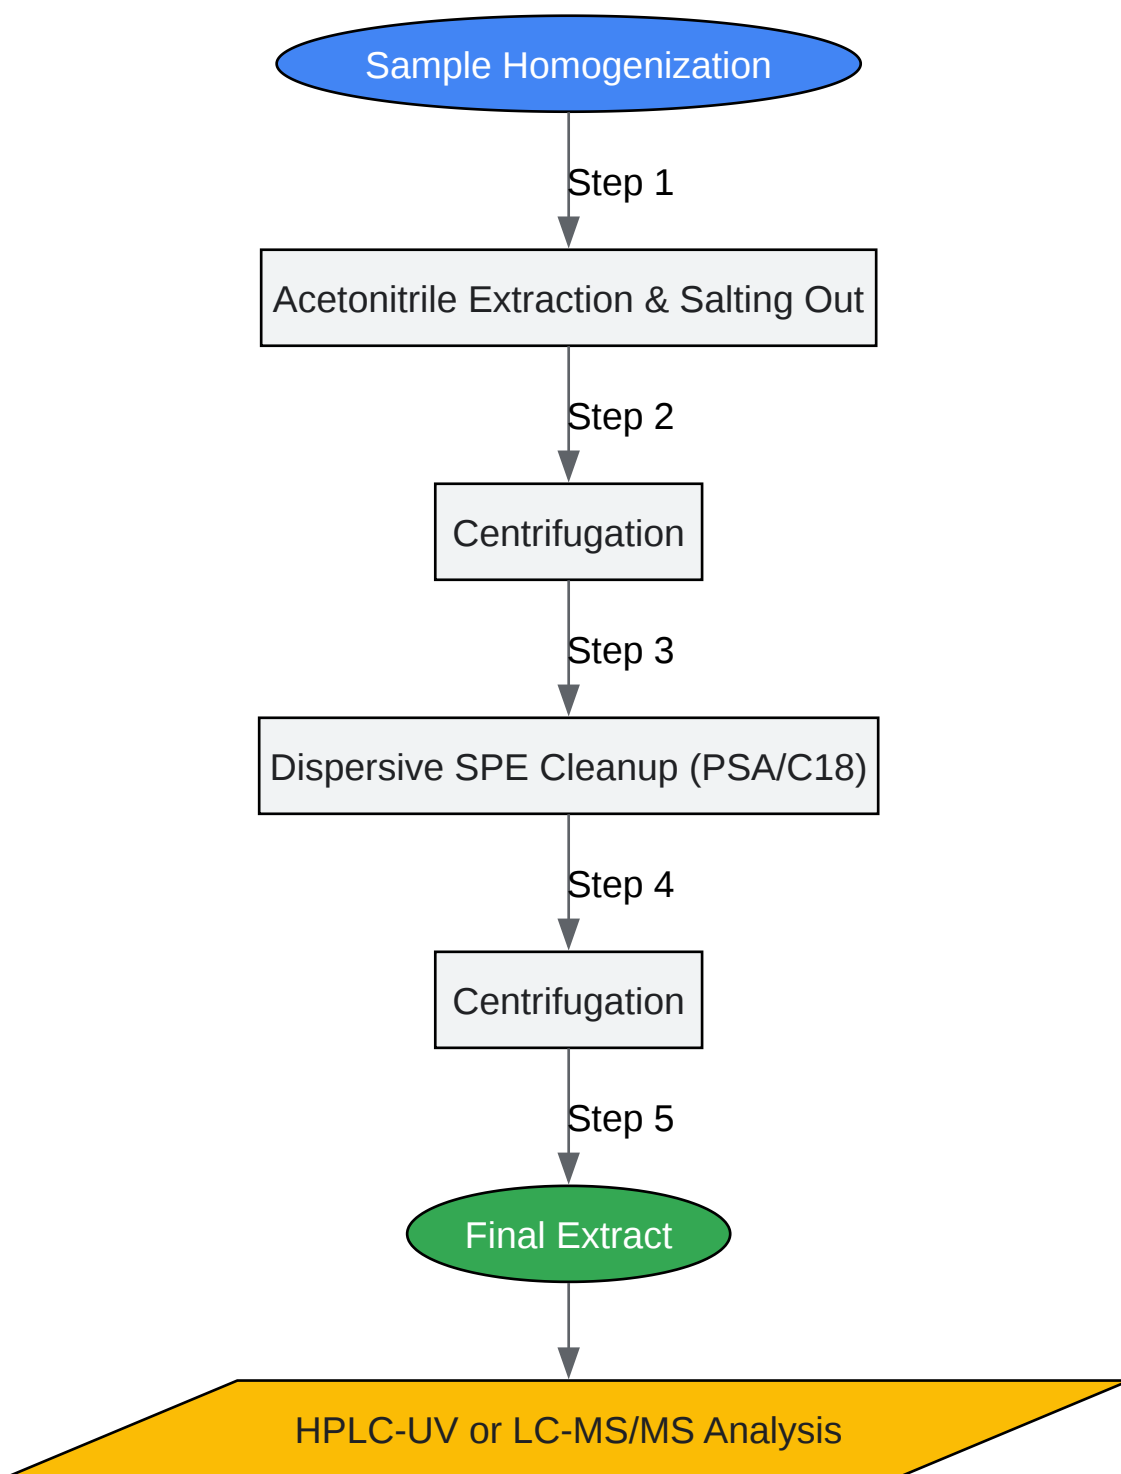 Sample Homogenization
Step 1
Acetonitrile Extraction & Salting Out
Step 2
Centrifugation
Step 3
Dispersive SPE Cleanup (PSA/C18)
Step 4
Centrifugation
Step 5
Final Extract
HPLC-UV or LC-MS/MS Analysis